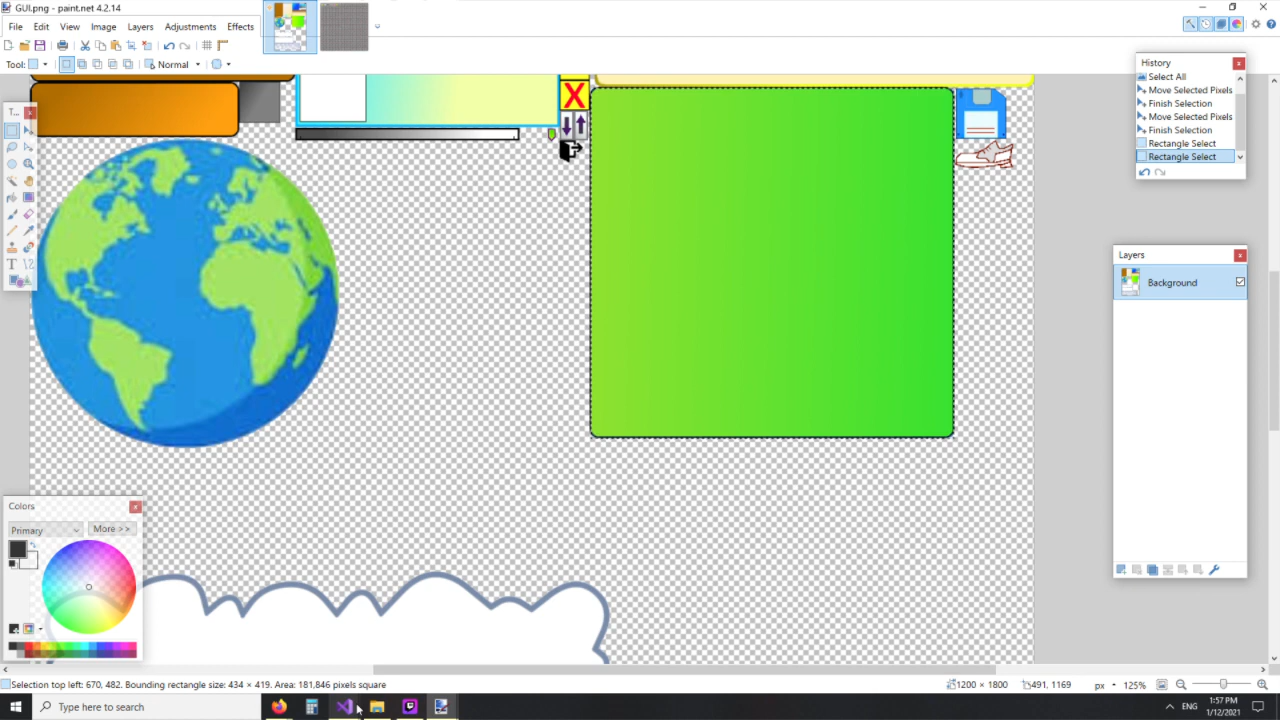 GUI.png - paint.net 4.2.14
File Edit View Image Layers Adjustments Effects
Tool: Normal
T...
X
History
Select All
Move Selected Pixels
Finish Selection
Move Selected Pixels
Finish Selection
Rectangle Select
Rectangle Select
Layers
Background
Colors
Primary
More >>
Selection top left: 670, 482. Bounding rectangle size: 434 × 419. Area: 181,846 pixels square
1200 × 1800
491, 1169
px
125%
Type here to search
ENG
1:57 PM
1/12/2021